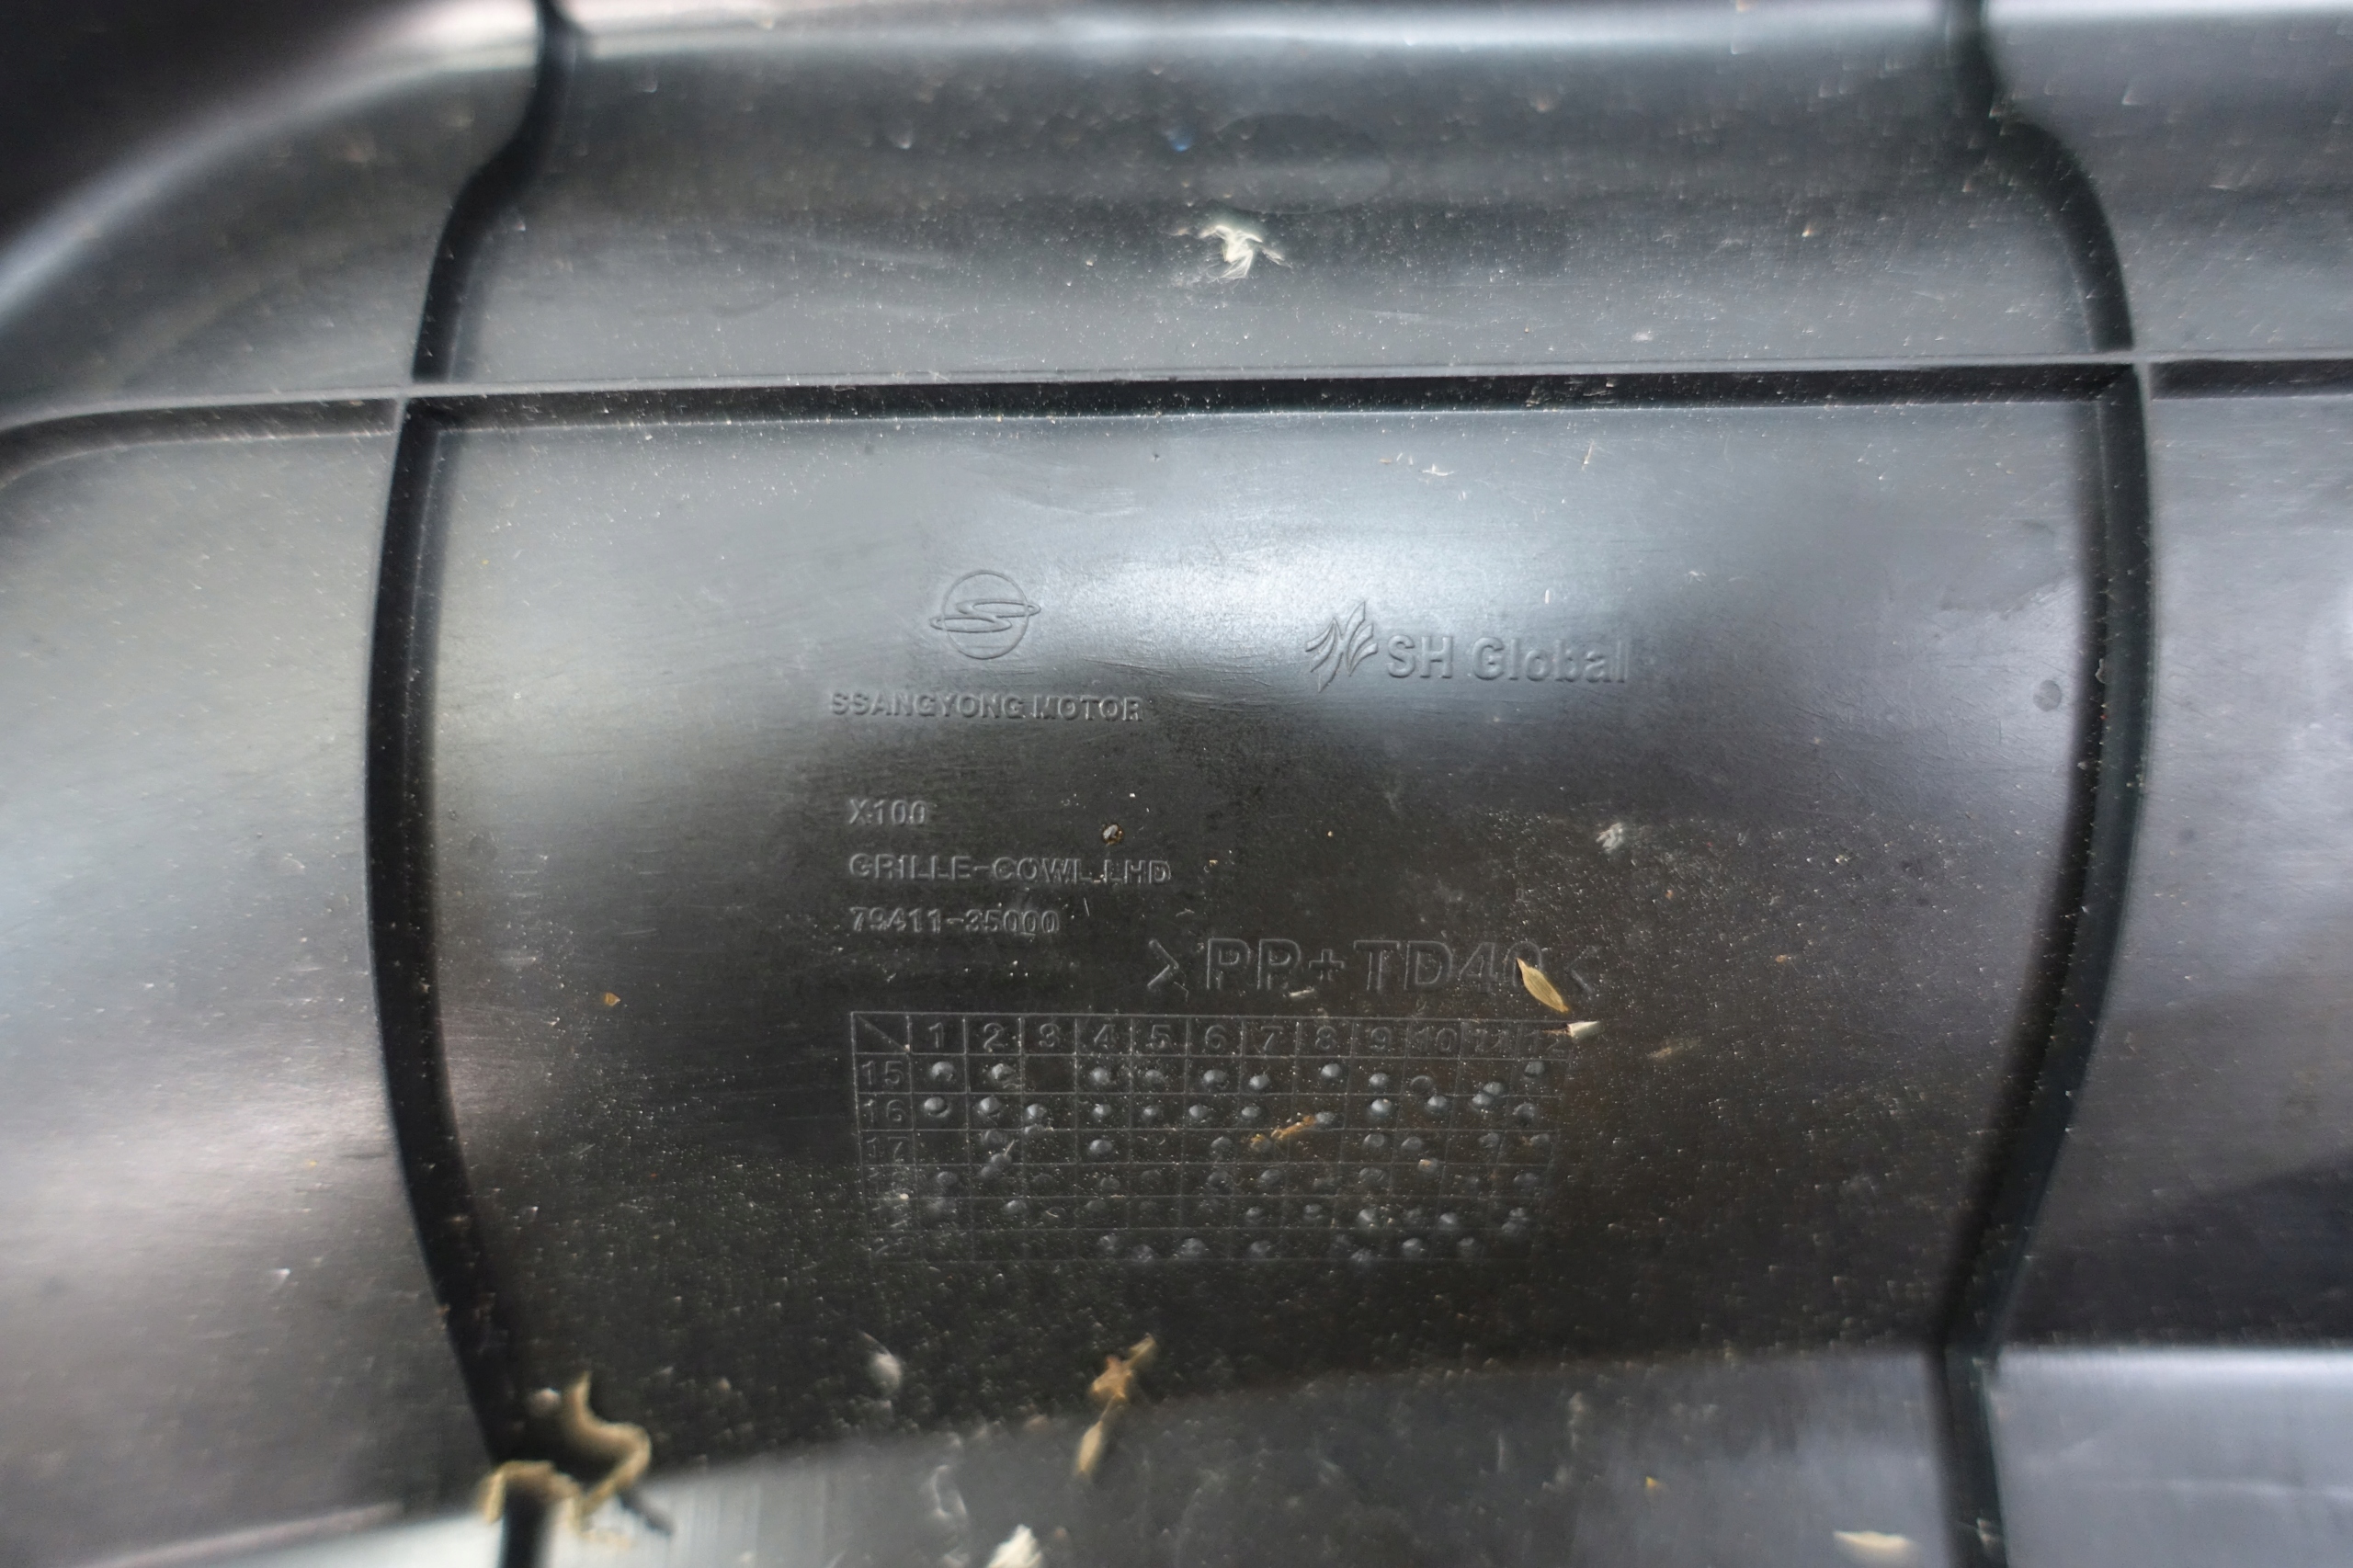 SSANGYONG MOTOR
SH Global
X100
GRILLE-COWL LHD
79411-35000
>PP+TD40<
1 2 3 4 5 6 7 8 9 10 11 12
15
16
17